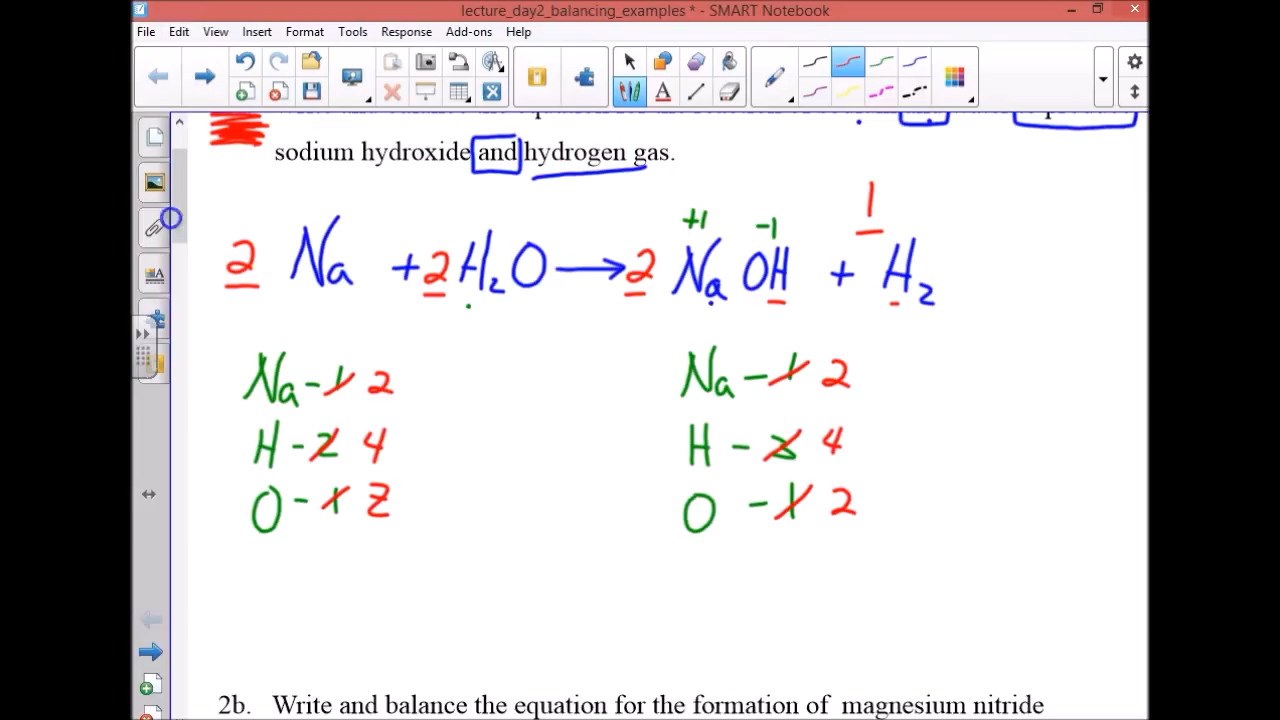 lecture_day2_balancing_examples * - SMART Notebook
File Edit View Insert Format Tools Response Add-ons Help
sodium hydroxide and hydrogen gas.
+1 -1 1
2 Na + 2 H2O → 2 NaOH + H2
Na - 1 2 Na - 1 2
H - 2 4 H - 3 4
O - 1 2 O - 1 2
2b. Write and balance the equation for the formation of magnesium nitride